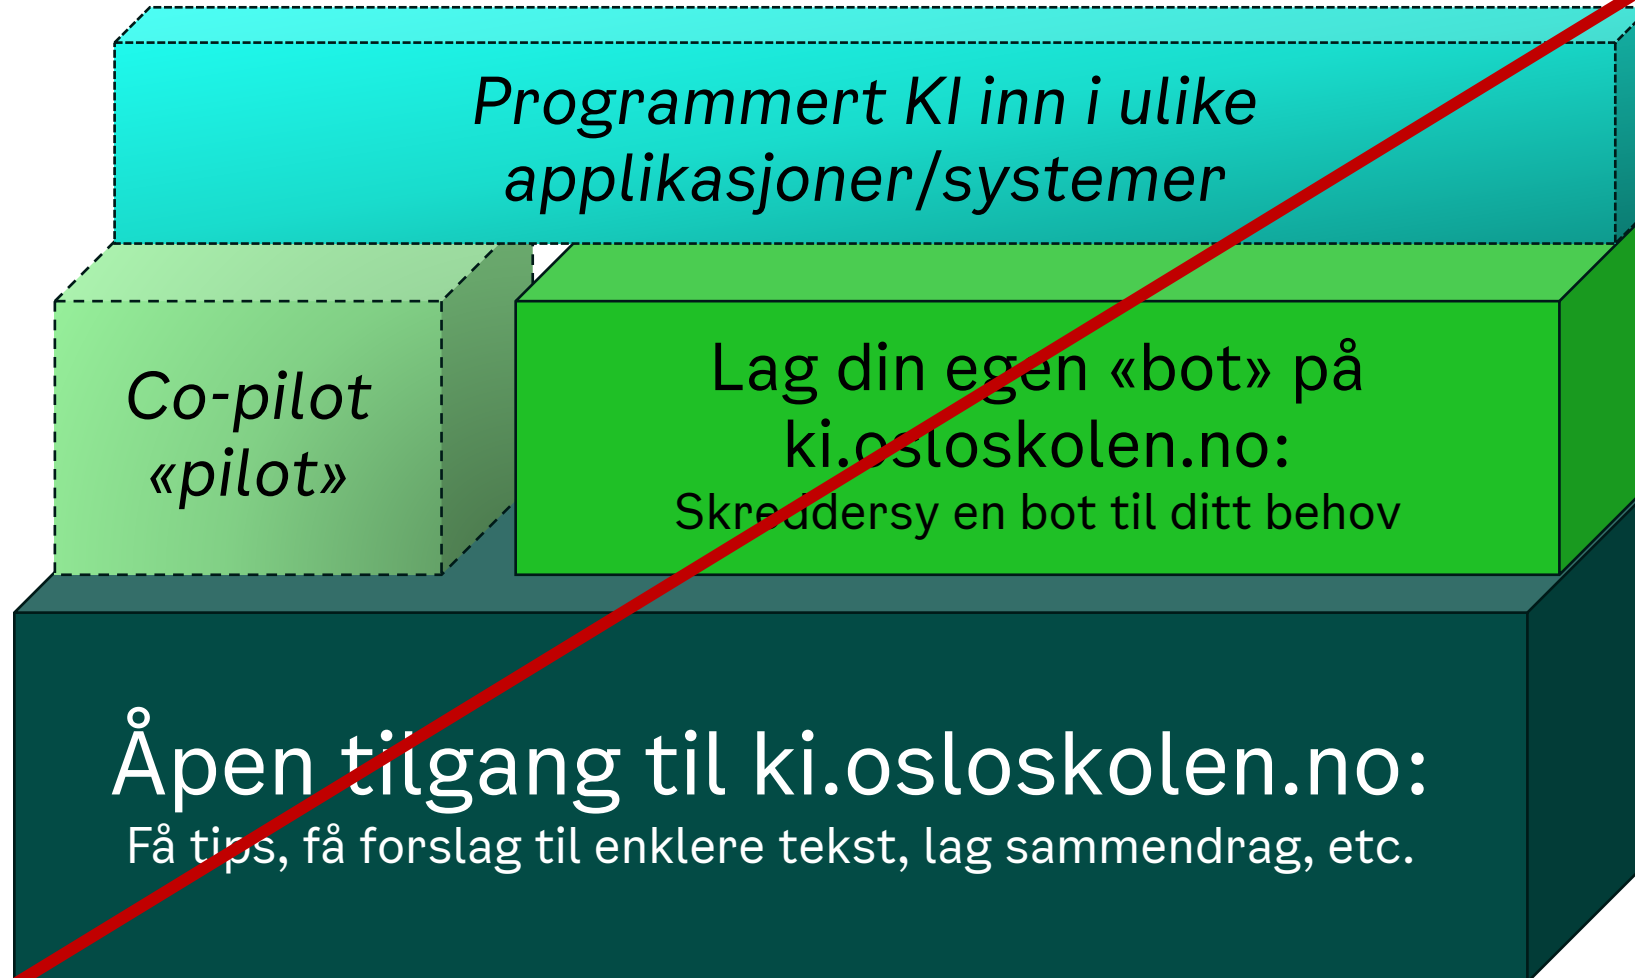 Programmert KI inn i ulike
applikasjoner/systemer
Co-pilot
«pilot»
Lag din egen «bot» på
ki.osloskolen.no:
Skreddersy en bot til ditt behov
Åpen tilgang til ki.osloskolen.no:
Få tips, få forslag til enklere tekst, lag sammendrag, etc.